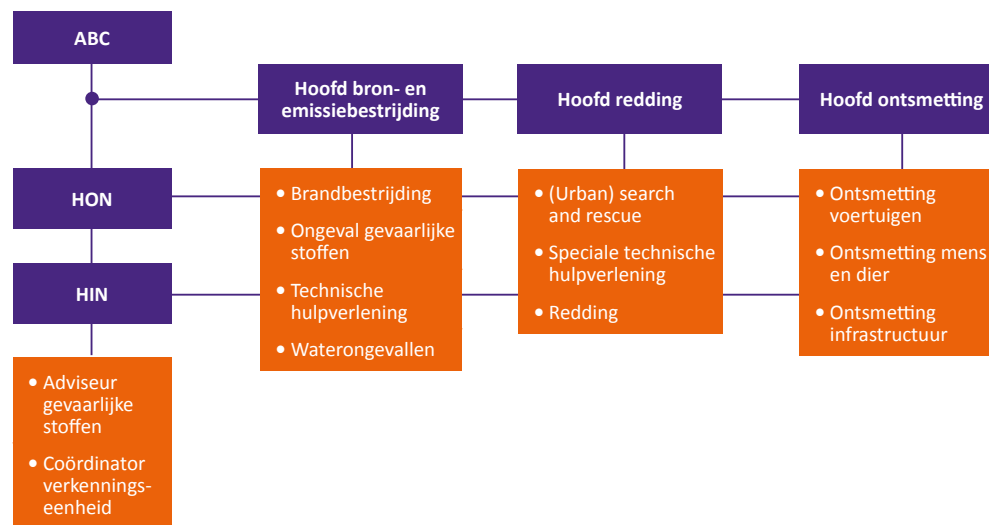 ABC
Hoofd bron- en
emissiebestrijding
Hoofd redding
Hoofd ontsmetting
HON
HIN
• Adviseur
gevaarlijke
stoffen
• Coördinator
verkennings-
eenheid
• Brandbestrijding
• Ongeval gevaarlijke
stoffen
• Technische
hulpverlening
• Waterongevallen
• (Urban) search
and rescue
• Speciale technische
hulpverlening
• Redding
• Ontsmetting
voertuigen
• Ontsmetting mens
en dier
• Ontsmetting
infrastructuur